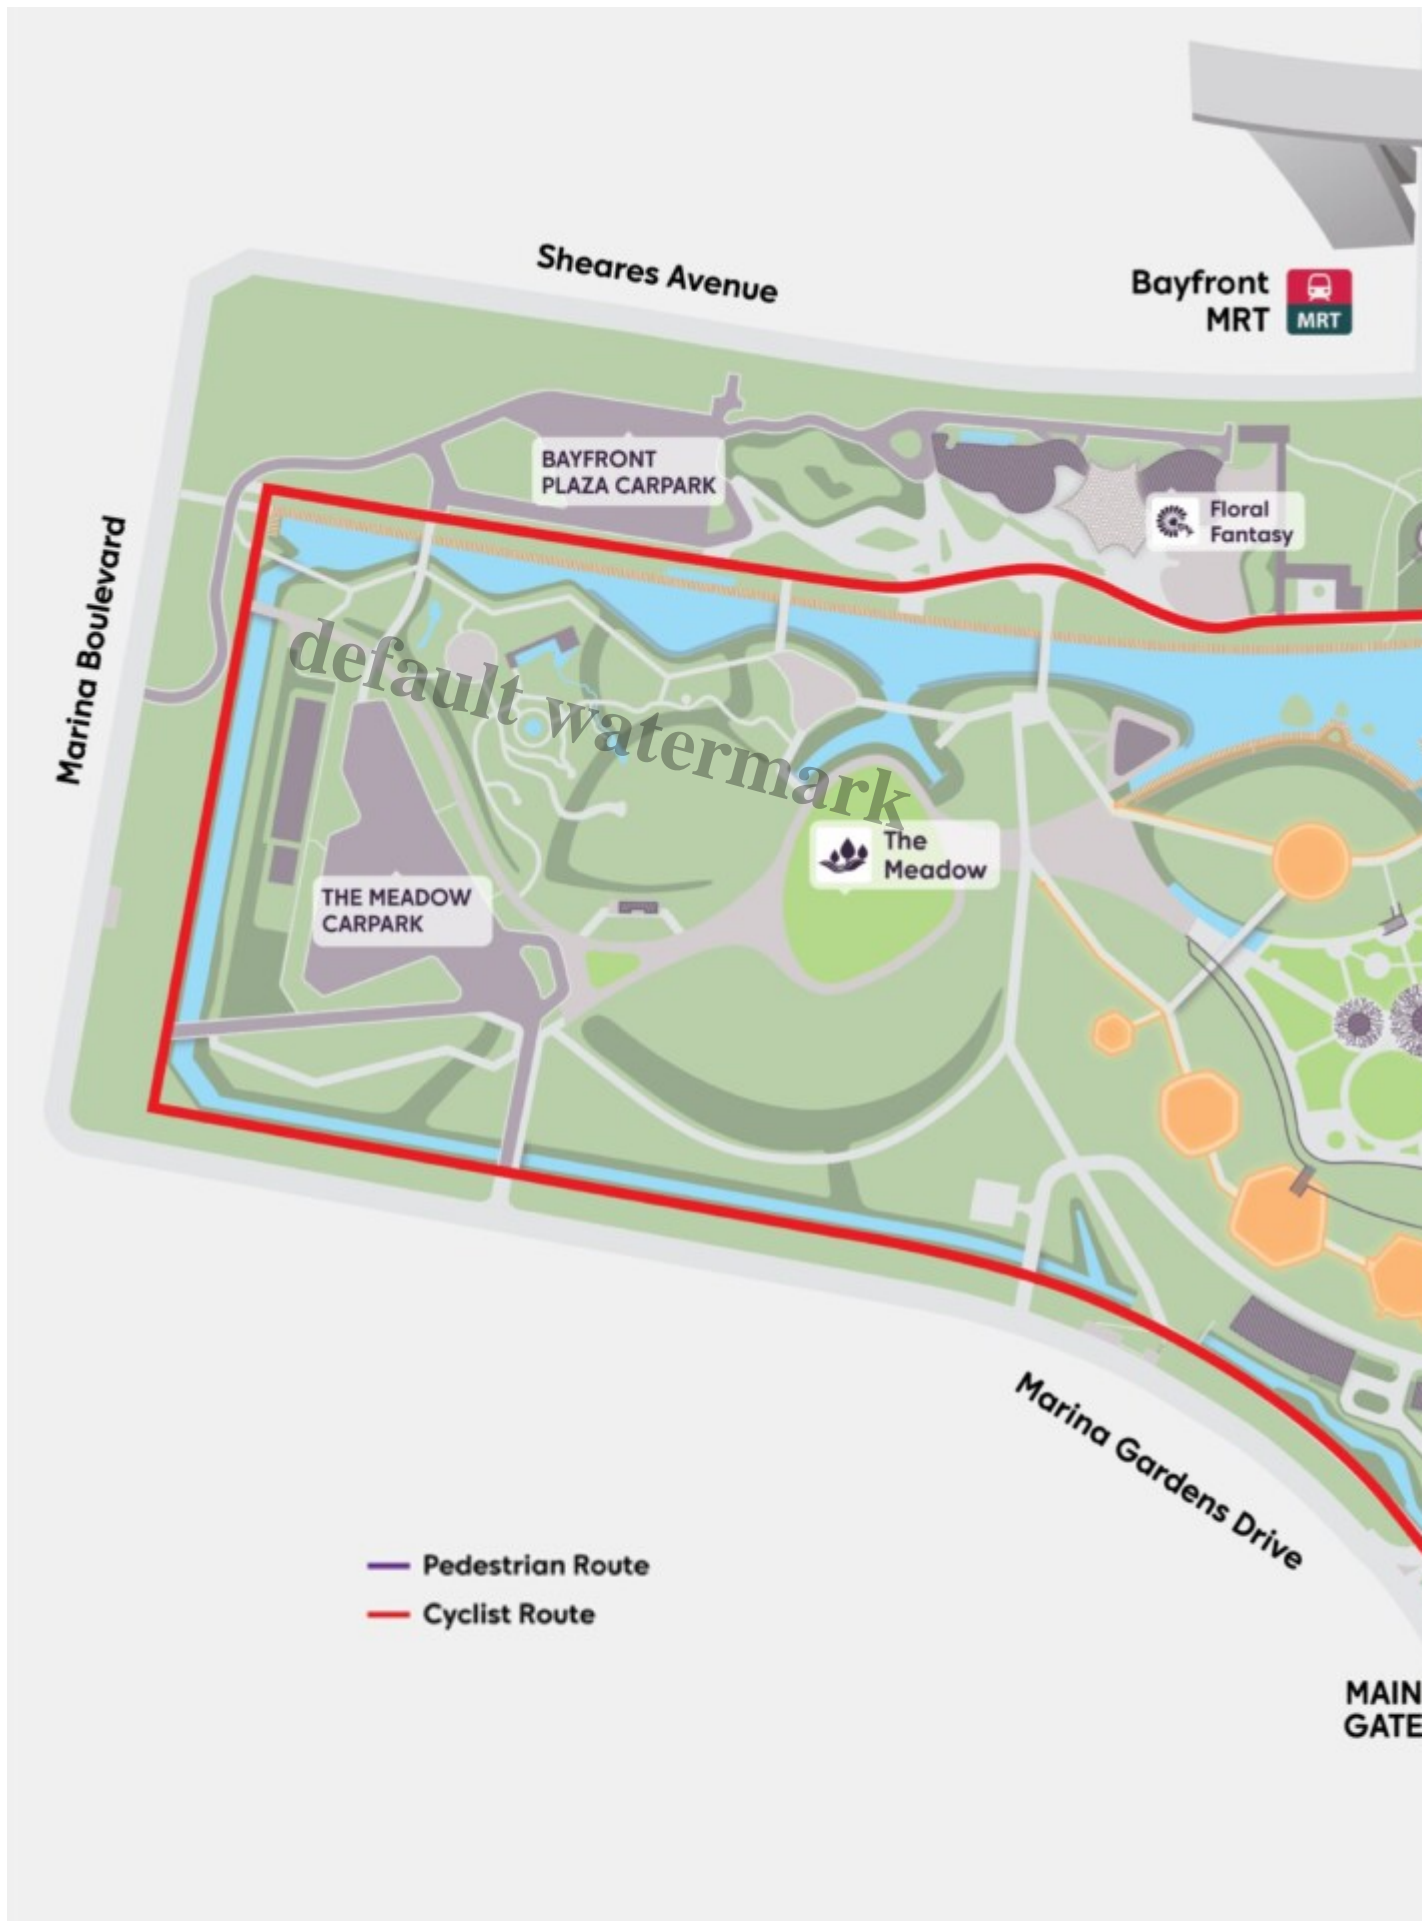 Sheares Avenue
Bayfront
MRT
MRT
BAYFRONT
PLAZA CARPARK
Floral
Fantasy
Marina Boulevard
default watermark
The
Meadow
THE MEADOW
CARPARK
Marina Gardens Drive
Pedestrian Route
Cyclist Route
MAIN
GATE